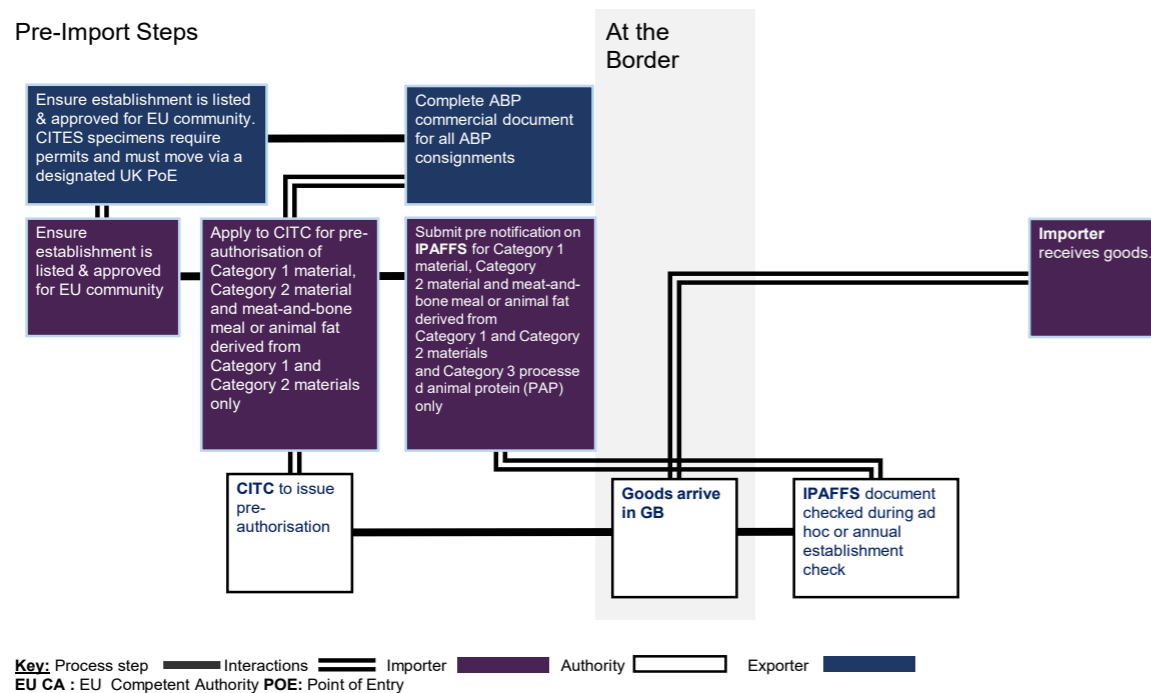 Pre-Import Steps
At the
Border
Ensure establishment is listed
& approved for EU community.
CITES specimens require
permits and must move via a
designated UK PoE
Complete ABP
commercial document
for all ABP
consignments
Ensure
establishment is
listed & approved
for EU community
Apply to CITC for pre-
authorisation of
Category 1 material,
Category 2 material
and meat-and-bone
meal or animal fat
derived from
Category 1 and
Category 2 materials
only
Submit pre notification on
IPAFFS for Category 1
material, Category
2 material and meat-and-
bone meal or animal fat
derived from
Category 1 and Category
2 materials
and Category 3 processe
d animal protein (PAP)
only
Importer
receives goods.
CITC to issue
pre-
authorisation
Goods arrive
in GB
IPAFFS document
checked during ad
hoc or annual
establishment
check
Key: Process step Interactions Importer Authority Exporter
EU CA : EU Competent Authority POE: Point of Entry